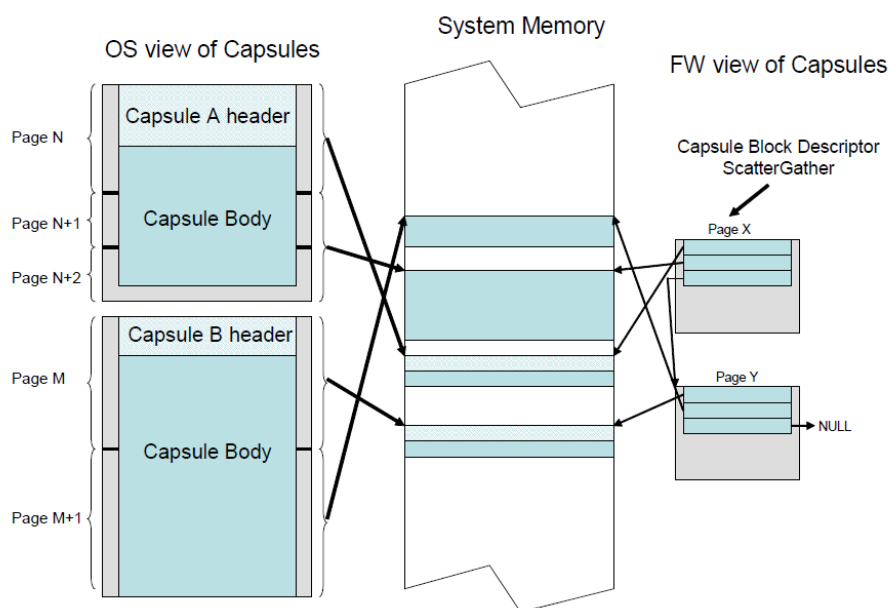 OS view of Capsules
System Memory
FW view of Capsules
Capsule A header
Page N
Capsule Body
Page N+1
Page N+2
Capsule B header
Page M
Capsule Body
Page M+1
Capsule Block Descriptor
ScatterGather
Page X
Page Y
NULL